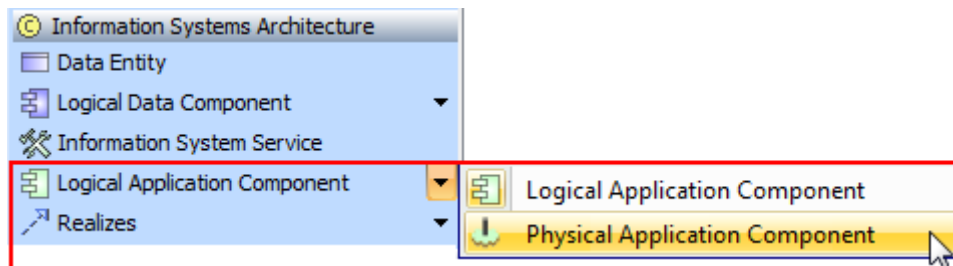 Information Systems Architecture
Data Entity
Logical Data Component
Information System Service
Logical Application Component
Realizes
Logical Application Component
Physical Application Component